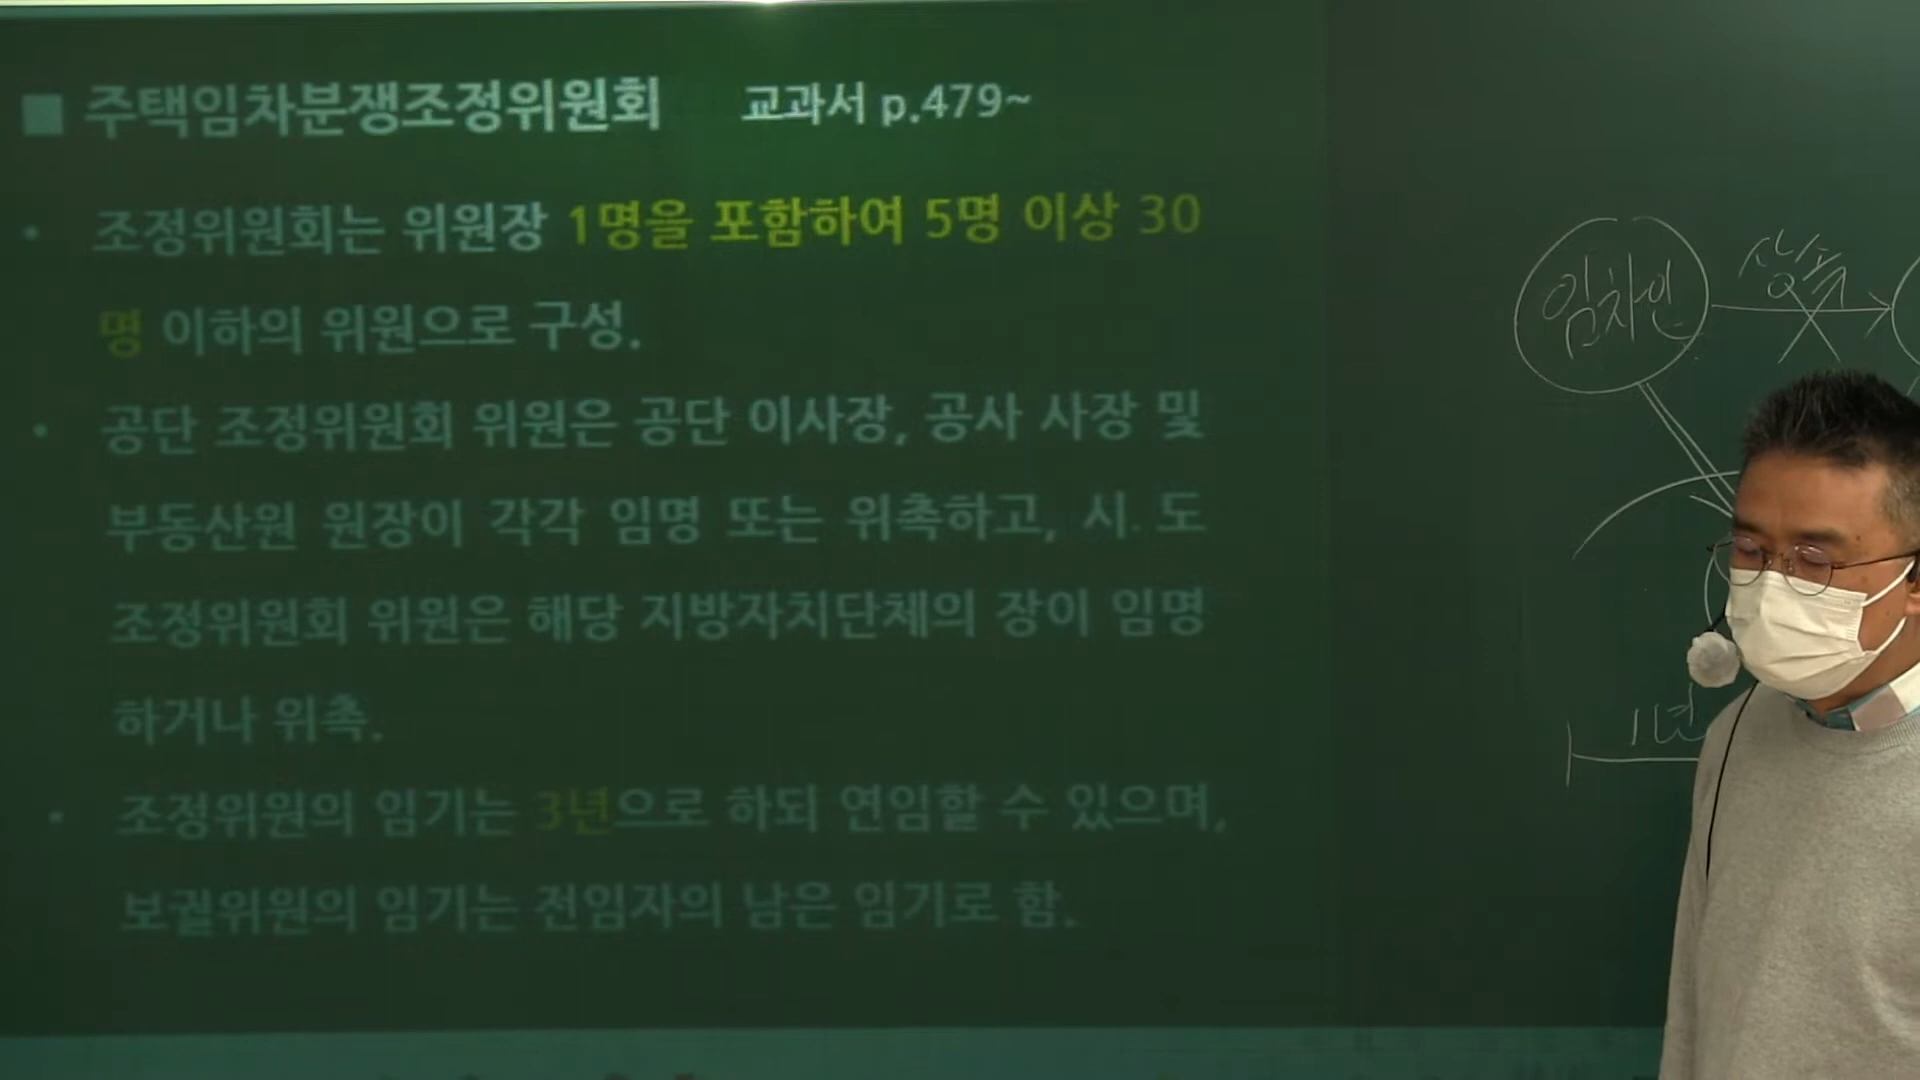 ■ 주택임차분쟁조정위원회 교과서 p.479~
• 조정위원회는 위원장 1명을 포함하여 5명 이상 30
명 이하의 위원으로 구성.
• 공단 조정위원회 위원은 공단 이사장, 공사 사장 및
부동산원 원장이 각각 임명 또는 위촉하고, 시. 도
조정위원회 위원은 해당 지방자치단체의 장이 임명
하거나 위촉.
• 조정위원의 임기는 3년으로 하되 연임할 수 있으며,
보궐위원의 임기는 전임자의 남은 임기로 함.
임차인
상속
1년